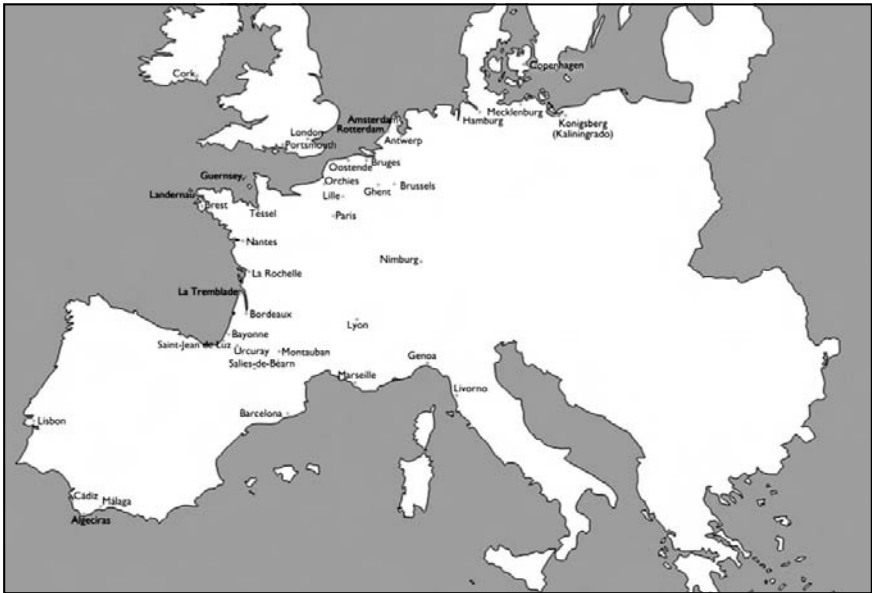 Cork
Copenhagen
Mecklenburg
Hamburg
Konigsberg
(Kaliningrado)
Amsterdam
Rotterdam
London
Portsmouth
Antwerp
Oostende
Bruges
Guernsey
Orchies
Ghent
Brussels
Landernau
Lille
Brest
Tessel
Paris
Nantes
Nimburg
La Rochelle
La Tremblade
Bordeaux
Lyon
Bayonne
Saint-Jean de Luz
Urcuray
Montauban
Salies-de-Béarn
Genoa
Marseille
Livorno
Barcelona
Lisbon
Cádiz
Málaga
Algeciras